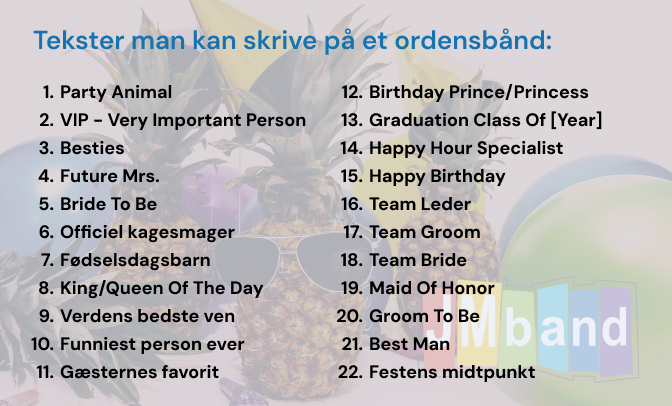 Tekster man kan skrive på et ordensbånd:
1. Party Animal
2. VIP - Very Important Person
3. Besties
4. Future Mrs.
5. Bride To Be
6. Officiel kagesmager
7. Fødselsdagsbarn
8. King/Queen Of The Day
9. Verdens bedste ven
10. Funniest person ever
11. Gæsternes favorit
12. Birthday Prince/Princess
13. Graduation Class Of [Year]
14. Happy Hour Specialist
15. Happy Birthday
16. Team Leder
17. Team Groom
18. Team Bride
19. Maid Of Honor
20. Groom To Be
21. Best Man
22. Festens midtpunkt
JMband